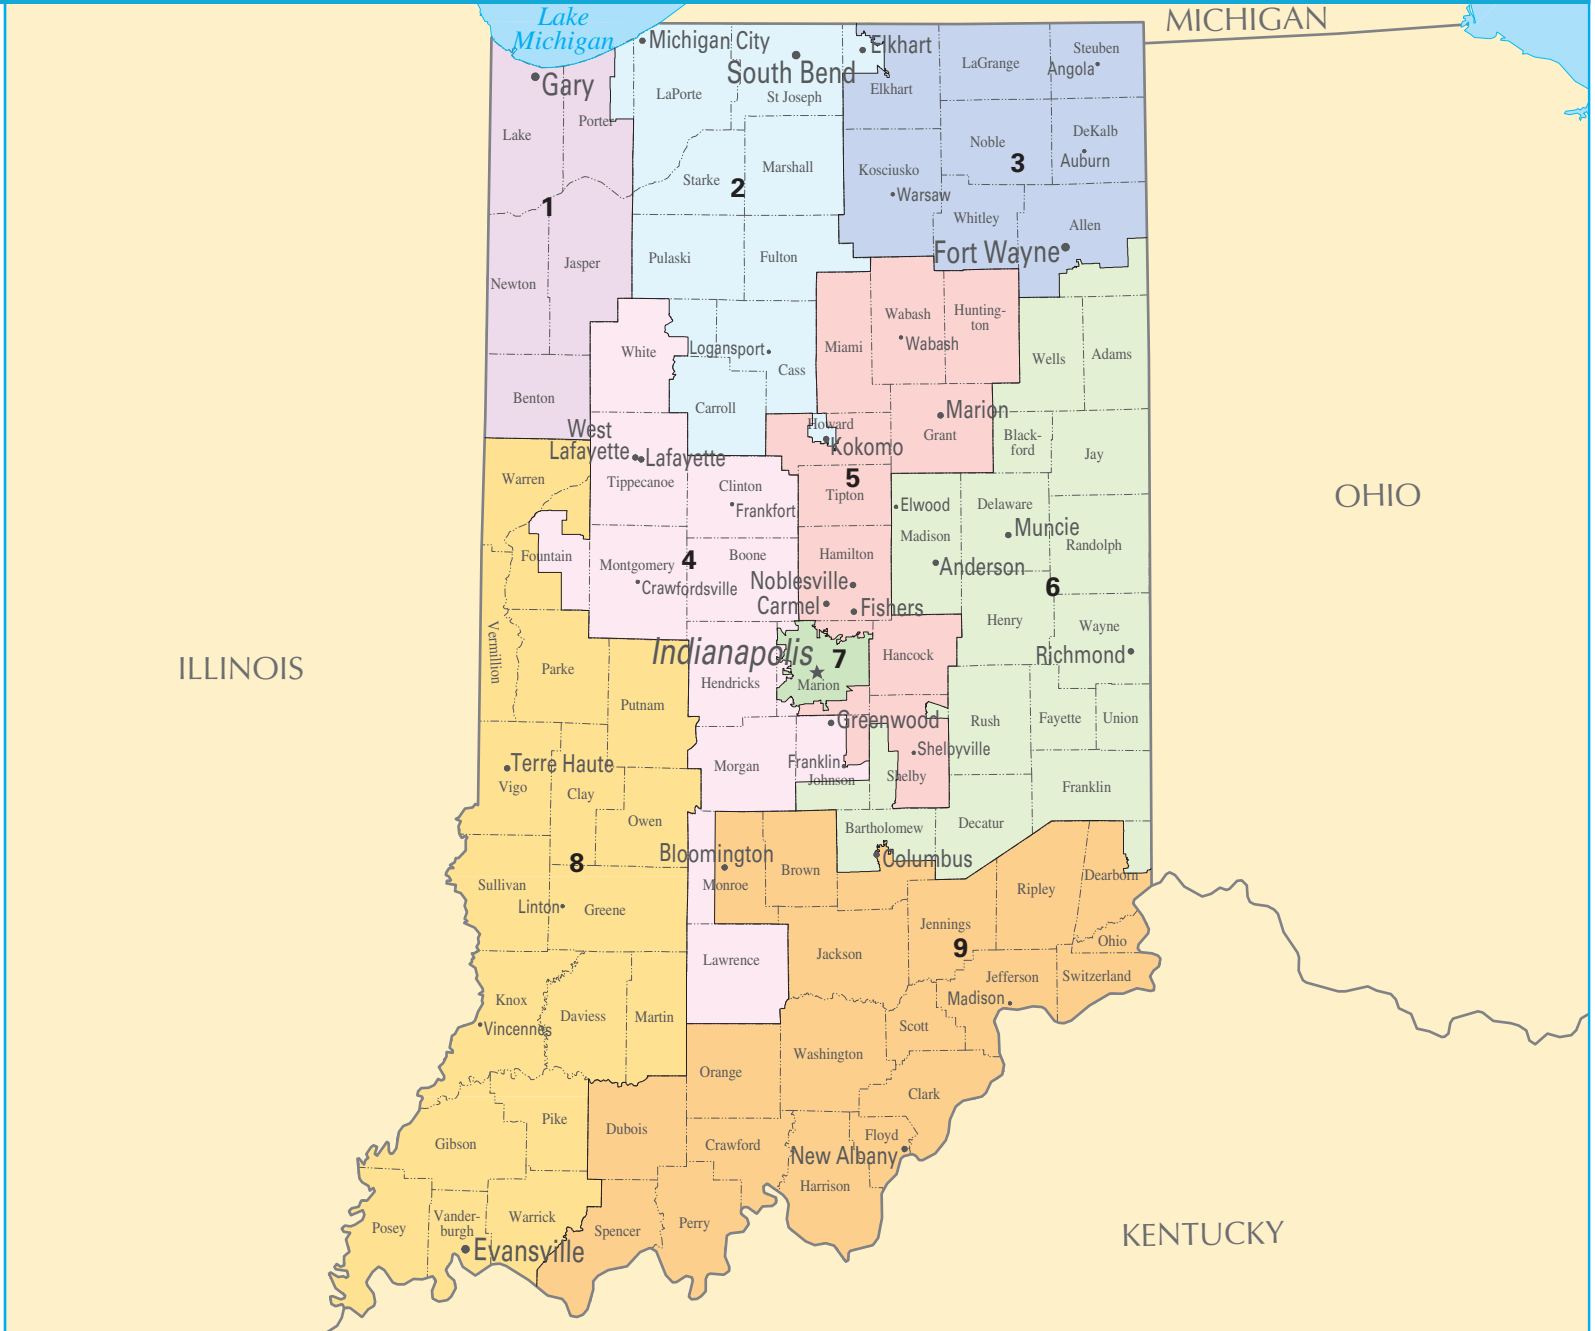 Lake
Michigan
MICHIGAN
Michigan City
Elkhart
South Bend
Steuben
LaGrange
Angola
Gary
LaPorte
St Joseph
Elkhart
Lake
Porter
Noble
DeKalb
3
Auburn
Starke
2
Marshall
Kosciusko
Warsaw
1
Whitley
Allen
Fort Wayne
Newton
Jasper
Pulaski
Fulton
Wabash
Hunting-
ton
White
Logansport
Cass
Miami
Wabash
Wells
Adams
Benton
Carroll
Marion
West
Lafayette
Lafayette
Howard
Kokomo
Grant
Black-
ford
Jay
Warren
Tippecanoe
Clinton
Frankfort
5
Tipton
Elwood
Delaware
OHIO
Madison
Muncie
Randolph
Fountain
Montgomery
4
Boone
Hamilton
Anderson
Crawfordsville
Noblesville
6
Carmel
Fishers
Henry
Wayne
Vermillion
ILLINOIS
Parke
Indianapolis
7
Hancock
Richmond
Hendricks
Marion
Putnam
Greenwood
Rush
Fayette
Union
Terre Haute
Vigo
Clay
Morgan
Franklin
Johnson
Shelbyville
Shelby
Franklin
Owen
Bartholomew
Decatur
8
Bloomington
Columbus
Sullivan
Monroe
Brown
Ripley
Dearborn
Linton
Greene
Jennings
9
Ohio
Lawrence
Jackson
Jefferson
Switzerland
Knox
Madison
Vincennes
Daviess
Martin
Scott
Washington
Orange
Clark
Pike
Dubois
Gibson
Crawford
Floyd
New Albany
Harrison
Posey
Vander-
burgh
Warrick
Spencer
Perry
Evansville
KENTUCKY